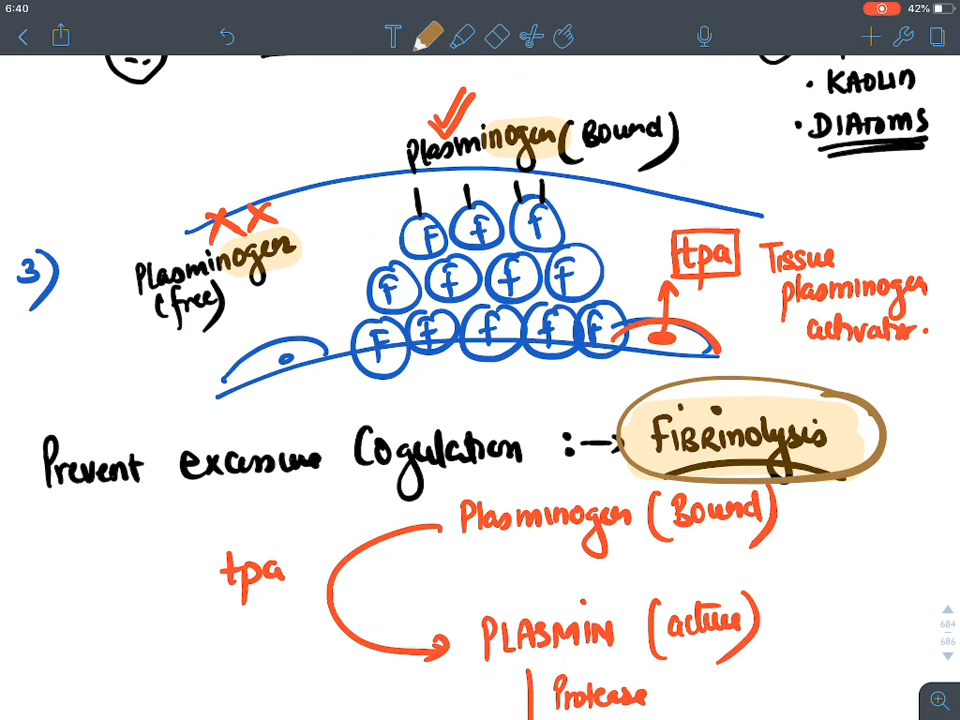 6:40
42%
T
• KAOLIN
• DIATOMS
Plasminogen (Bound)
3)
Plasminogen
(free)
f f f
f f f f
f f f f f
tpa
Tissue
plasminogen
activator.
Prevent excessive Cogulation :→ FIBRINOLYSIS
Plasminogen (Bound)
tpa
PLASMIN (active)
Protease
684
686